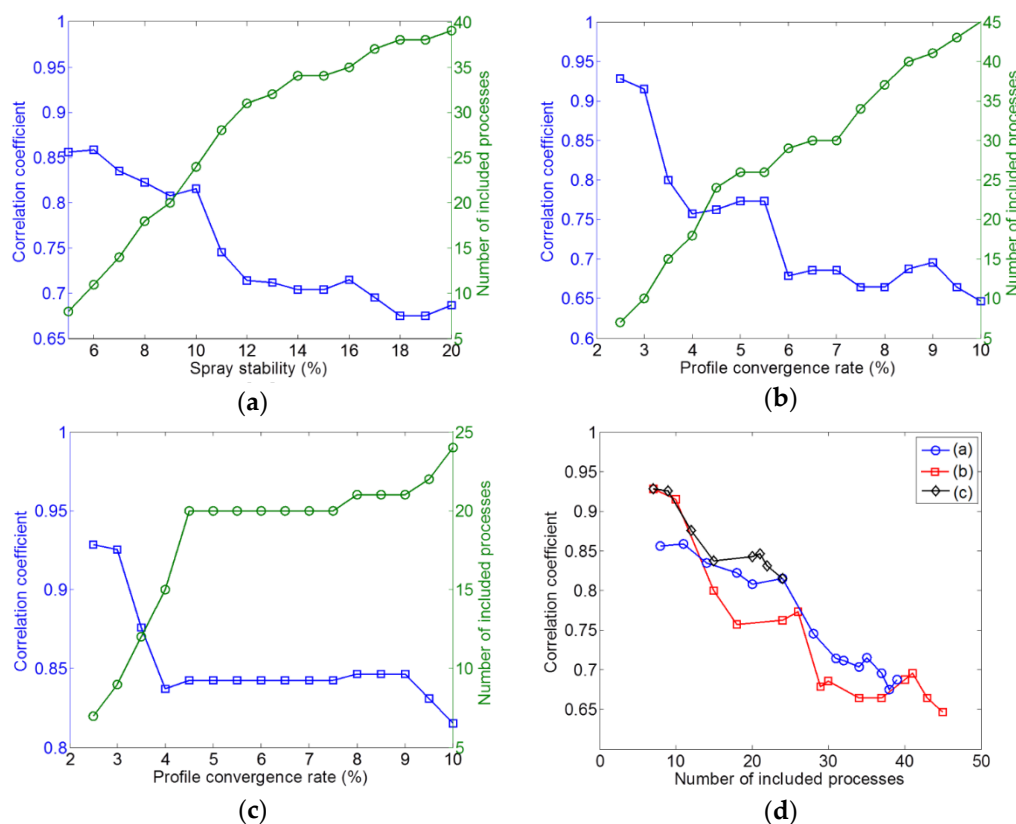 1
0.95
0.9
0.85
0.8
0.75
0.7
0.65
Correlation coefficient
40
35
30
25
20
15
10
5
Number of included processes
6 8 10 12 14 16 18 20
Spray stability (%)
(a)
1
0.95
0.9
0.85
0.8
0.75
0.7
0.65
0.6
Correlation coefficient
45
40
35
30
25
20
15
10
5
Number of included processes
2 3 4 5 6 7 8 9 10
Profile convergence rate (%)
(b)
1
0.95
0.9
0.85
0.8
Correlation coefficient
25
20
15
10
5
Number of included processes
2 3 4 5 6 7 8 9 10
Profile convergence rate (%)
(c)
1
0.95
0.9
0.85
0.8
0.75
0.7
0.65
Correlation coefficient
(a)
(b)
(c)
0 10 20 30 40 50
Number of included processes
(d)